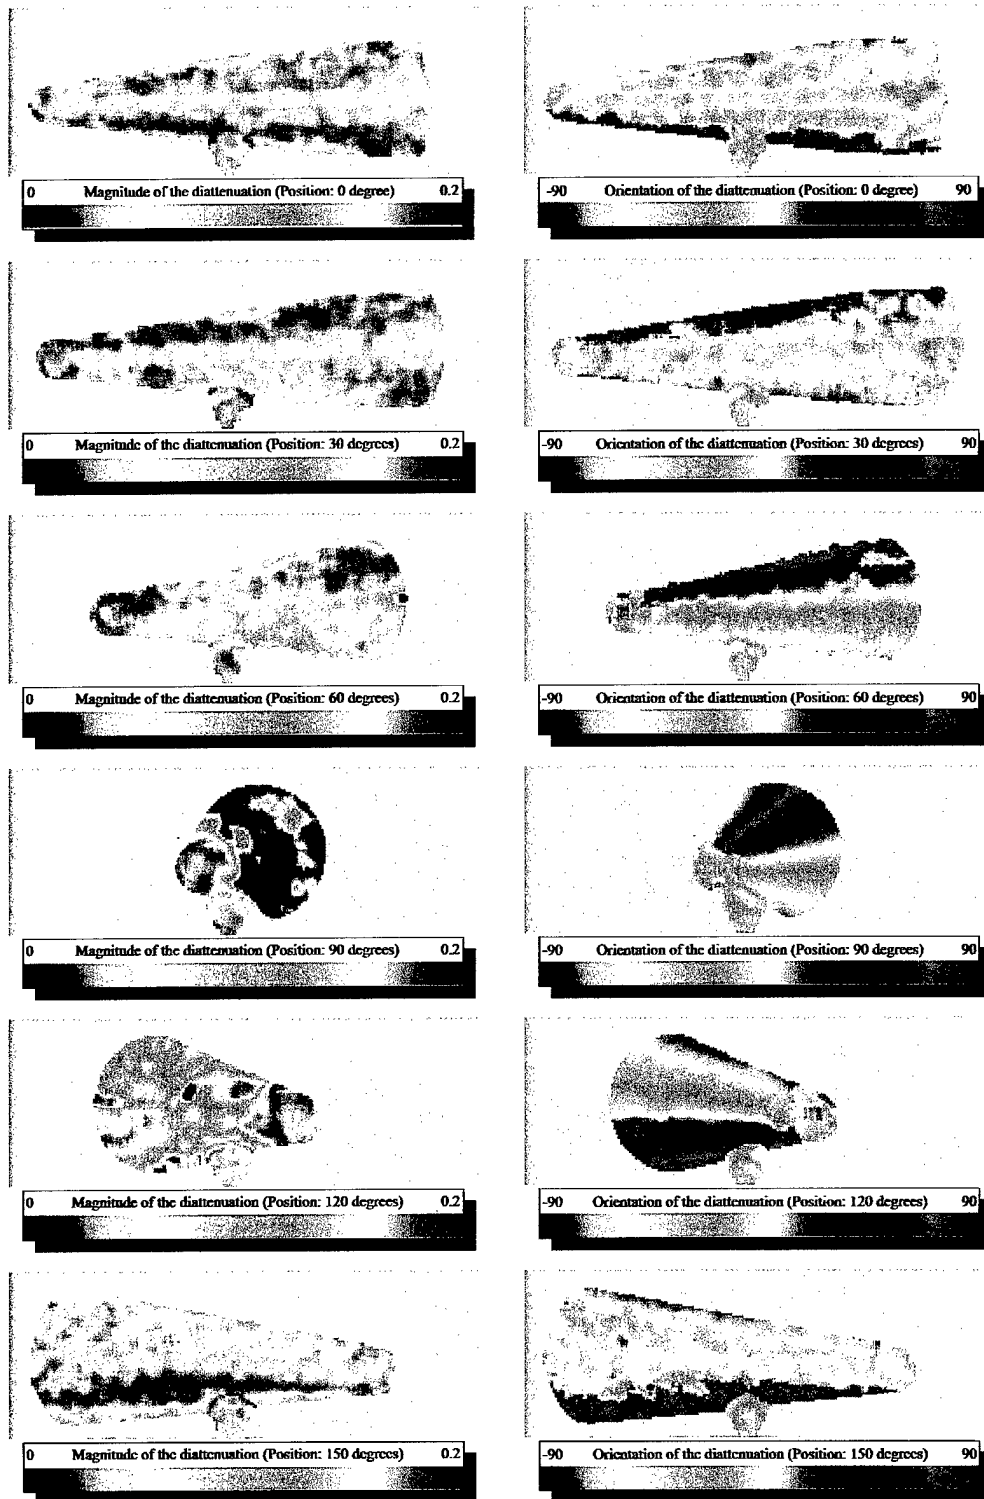 0 Magnitude of the diattenuation (Position: 0 degree) 0.2
-90 Orientation of the diattenuation (Position: 0 degree) 90
0 Magnitude of the diattenuation (Position: 30 degrees) 0.2
-90 Orientation of the diattenuation (Position: 30 degrees) 90
0 Magnitude of the diattenuation (Position: 60 degrees) 0.2
-90 Orientation of the diattenuation (Position: 60 degrees) 90
0 Magnitude of the diattenuation (Position: 90 degrees) 0.2
-90 Orientation of the diattenuation (Position: 90 degrees) 90
0 Magnitude of the diattenuation (Position: 120 degrees) 0.2
-90 Orientation of the diattenuation (Position: 120 degrees) 90
0 Magnitude of the diattenuation (Position: 150 degrees) 0.2
-90 Orientation of the diattenuation (Position: 150 degrees) 90